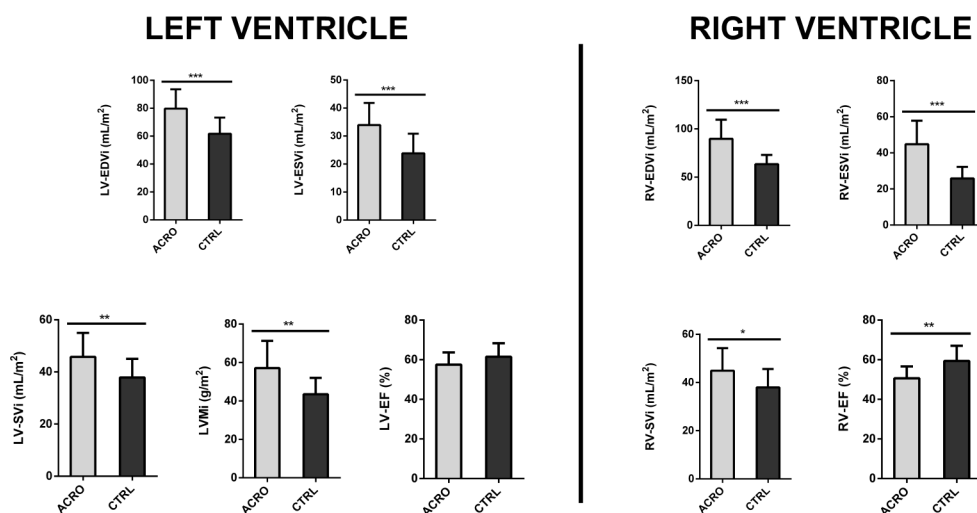 LEFT VENTRICLE
RIGHT VENTRICLE
LV-EDVi (mL/m²)
100
80
60
40
20
0
***
ACRO
CTRL
LV-ESVi (mL/m²)
50
40
30
20
10
0
***
ACRO
CTRL
RV-EDVi (mL/m²)
150
100
50
0
***
ACRO
CTRL
RV-ESVi (mL/m²)
80
60
40
20
0
***
ACRO
CTRL
LV-SVi (mL/m²)
60
40
20
0
**
ACRO
CTRL
LVMi (g/m²)
80
60
40
20
0
**
ACRO
CTRL
LV-EF (%)
80
60
40
20
0
ACRO
CTRL
RV-SVi (mL/m²)
60
40
20
0
*
ACRO
CTRL
RV-EF (%)
80
60
40
20
0
**
ACRO
CTRL